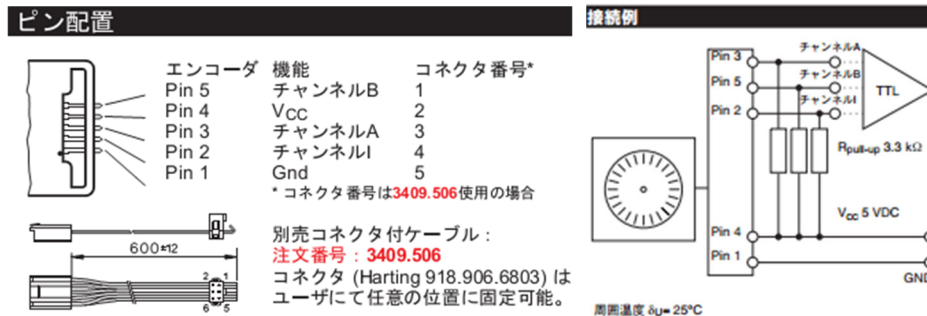 ピン配置
エンコーダ 機能 コネクタ番号*
Pin 5 チャンネルB 1
Pin 4 VCC 2
Pin 3 チャンネルA 3
Pin 2 チャンネルI 4
Pin 1 Gnd 5
* コネクタ番号は3409.506使用の場合
600±12
2 1
6 5
別売コネクタ付ケーブル：
注文番号：3409.506
コネクタ (Harting 918.906.6803) は
ユーザにて任意の位置に固定可能。
接続例
Pin 3 チャンネルA
Pin 5 チャンネルB
Pin 2 チャンネルI
TTL
Rpull-up 3.3 kΩ
VCC 5 VDC
Pin 4
Pin 1
GND
周囲温度 δU= 25°C